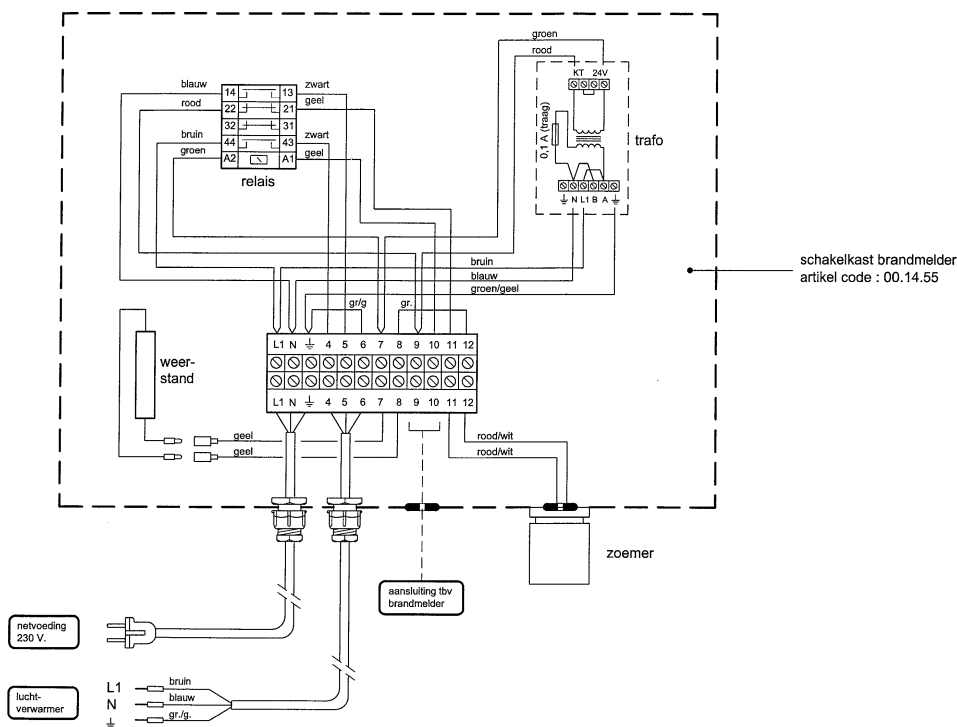 groen
rood
KT 24V
blauw 14 13 zwart
rood 22 21 geel
32 31
bruin 44 43 zwart
groen A2 A1 geel
relais
0,1 A (traag)
trafo
N L1 B A
bruin
blauw
groen/geel
schakelkast brandmelder
artikel code : 00.14.55
gr/g gr.
L1 N 4 5 6 7 8 9 10 11 12
weer-
stand
L1 N 4 5 6 7 8 9 10 11 12
geel
geel
rood/wit
rood/wit
zoemer
aansluiting tbv
brandmelder
netvoeding
230 V.
lucht-
verwarmer
L1 bruin
N blauw
gr./g.